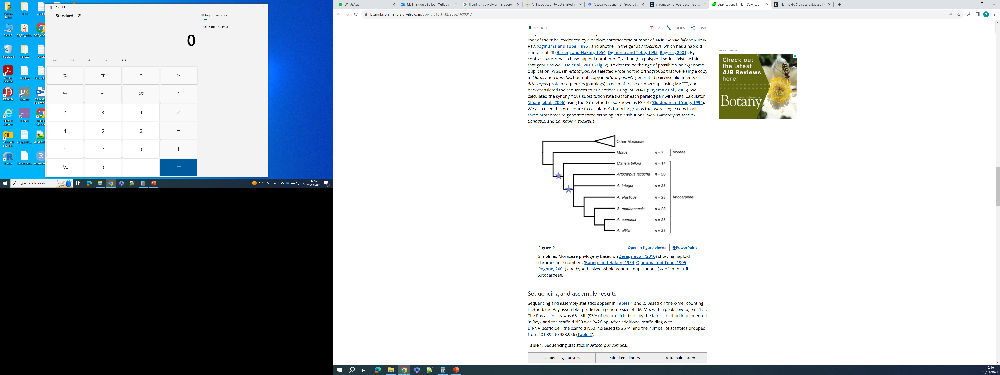 Sidonie Bellot
This PC
Recycle Bin
Adobe Acrobat
Digifolia
Internet Explorer
Microsoft
R 4.3.0
RB_test
.Rhistory
Agresso
Centris
Google Chrome
Calculator
Standard
History
Memory
There's no history yet
0
MC MR M+ M− MS
% CE C
¹/x x² ²√x ÷
7 8 9 ×
4 5 6 −
1 2 3 +
+/− 0 . =
Type here to search
16°C Sunny
12:16
23/09/2023
WhatsApp
Mail - Sidonie Bellot - Outlook
illumina vs pacbio vs nanopore
An introduction to get started in
Artocarpus genome - Google Sc
chromosome-level genome asse
Applications in Plant Sciences
Plant DNA C-values Database |
bsapubs.onlinelibrary.wiley.com/doi/full/10.3732/apps.1600017
SECTIONS
PDF
TOOLS
SHARE
root of the tribe, evidenced by a haploid chromosome number of 14 in Clarisia biflora Ruiz &
Pav. (Oginuma and Tobe, 1995), and another in the genus Artocarpus, which has a haploid
number of 28 (Banerji and Hakim, 1954; Oginuma and Tobe, 1995; Ragone, 2001). By
contrast, Morus has a base haploid number of 7, although a polyploid series exists within
that genus as well (He et al., 2013) (Fig. 2). To determine the age of possible whole-genome
duplication (WGD) in Artocarpus, we selected Proteinortho orthogroups that were single copy
in Morus and Cannabis, but multicopy in Artocarpus. We generated pairwise alignments of
Artocarpus protein sequences (paralogs) in each of these orthogroups using MAFFT, and
back-translated the sequences to nucleotides using PAL2NAL (Suyama et al., 2006). We
calculated the synonymous substitution rate (Ks) for each paralog pair with KaKs_Calculator
(Zhang et al., 2006) using the GY method (also known as F3 × 4) (Goldman and Yang, 1994).
We also used this procedure to calculate Ks for orthogroups that were single copy in all
three proteomes to generate three ortholog Ks distributions: Morus-Artocarpus, Morus-
Cannabis, and Cannabis-Artocarpus.
Other Moraceae
Morus n = 7 Moreae
Clarisia biflora n = 14
Artocarpus lacucha n = 28
A. integer n = 28
A. elasticus n = 28 Artocarpeae
A. mariannensis n = 28
A. camansi n = 28
A. altilis n = 28
Figure 2
Open in figure viewer
PowerPoint
Simplified Moraceae phylogeny based on Zerega et al. (2010) showing haploid
chromosome numbers (Banerji and Hakim, 1954; Oginuma and Tobe, 1995;
Ragone, 2001) and hypothesized whole-genome duplications (stars) in the tribe
Artocarpeae.
Sequencing and assembly results
Sequencing and assembly statistics appear in Tables 1 and 2. Based on the k-mer counting
method, the Ray assembler predicted a genome size of 669 Mb, with a peak coverage of 17×.
The Ray assembly was 631 Mb (93% of the predicted size by the k-mer method implemented
in Ray), and the scaffold N50 was 2426 bp. After additional scaffolding with
L_RNA_scaffolder, the scaffold N50 increased to 2574, and the number of scaffolds dropped
from 401,899 to 388,956 (Table 2).
Table 1. Sequencing statistics in Artocarpus camansi.
Sequencing statistics Paired-end library Mate-pair library
Advertisement
Check out
the latest
AJB Reviews
here!
AMERICAN JOURNAL OF
Botany
12:16
23/09/2023